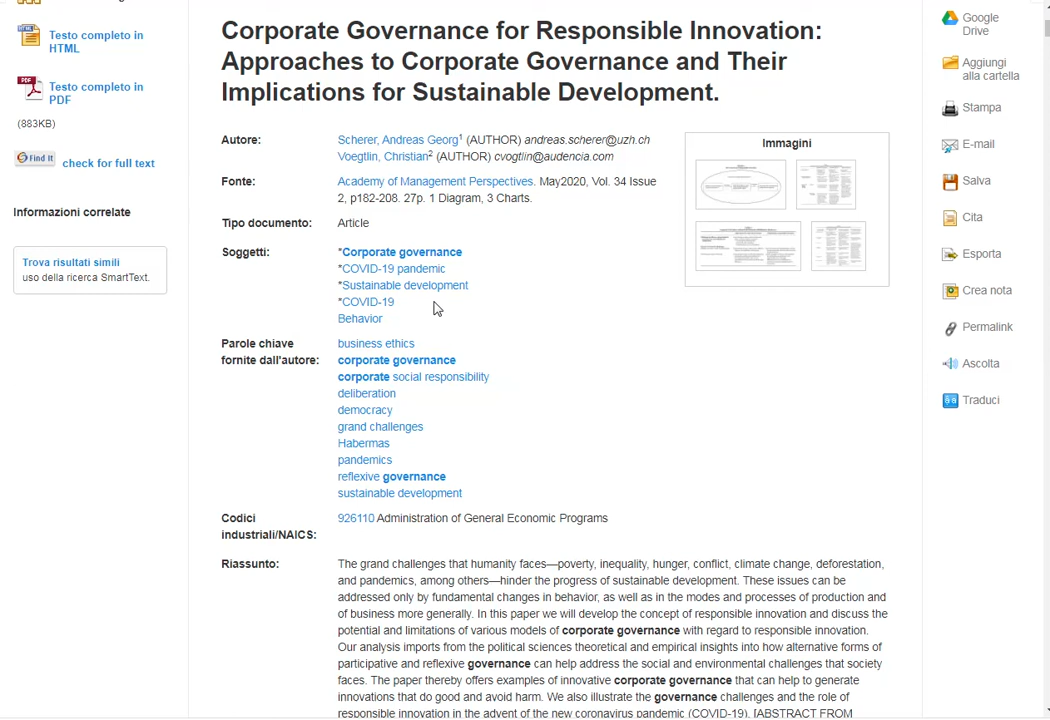 Testo completo in
HTML
Testo completo in
PDF
(883KB)
Find It check for full text
Informazioni correlate
Trova risultati simili
uso della ricerca SmartText.
Corporate Governance for Responsible Innovation:
Approaches to Corporate Governance and Their
Implications for Sustainable Development.
Autore: Scherer, Andreas Georg1 (AUTHOR) andreas.scherer@uzh.ch
Voegtlin, Christian2 (AUTHOR) cvogtlin@audencia.com
Fonte: Academy of Management Perspectives. May2020, Vol. 34 Issue
2, p182-208. 27p. 1 Diagram, 3 Charts.
Tipo documento: Article
Soggetti: *Corporate governance
*COVID-19 pandemic
*Sustainable development
*COVID-19
Behavior
Parole chiave business ethics
fornite dall'autore: corporate governance
corporate social responsibility
deliberation
democracy
grand challenges
Habermas
pandemics
reflexive governance
sustainable development
Codici 926110 Administration of General Economic Programs
industriali/NAICS:
Riassunto: The grand challenges that humanity faces—poverty, inequality, hunger, conflict, climate change, deforestation,
and pandemics, among others—hinder the progress of sustainable development. These issues can be
addressed only by fundamental changes in behavior, as well as in the modes and processes of production and
of business more generally. In this paper we will develop the concept of responsible innovation and discuss the
potential and limitations of various models of corporate governance with regard to responsible innovation.
Our analysis imports from the political sciences theoretical and empirical insights into how alternative forms of
participative and reflexive governance can help address the social and environmental challenges that society
faces. The paper thereby offers examples of innovative corporate governance that can help to generate
innovations that do good and avoid harm. We also illustrate the governance challenges and the role of
responsible innovation in the advent of the new coronavirus pandemic (COVID-19). [ABSTRACT FROM
Immagini
Google
Drive
Aggiungi
alla cartella
Stampa
E-mail
Salva
Cita
Esporta
Crea nota
Permalink
Ascolta
Traduci